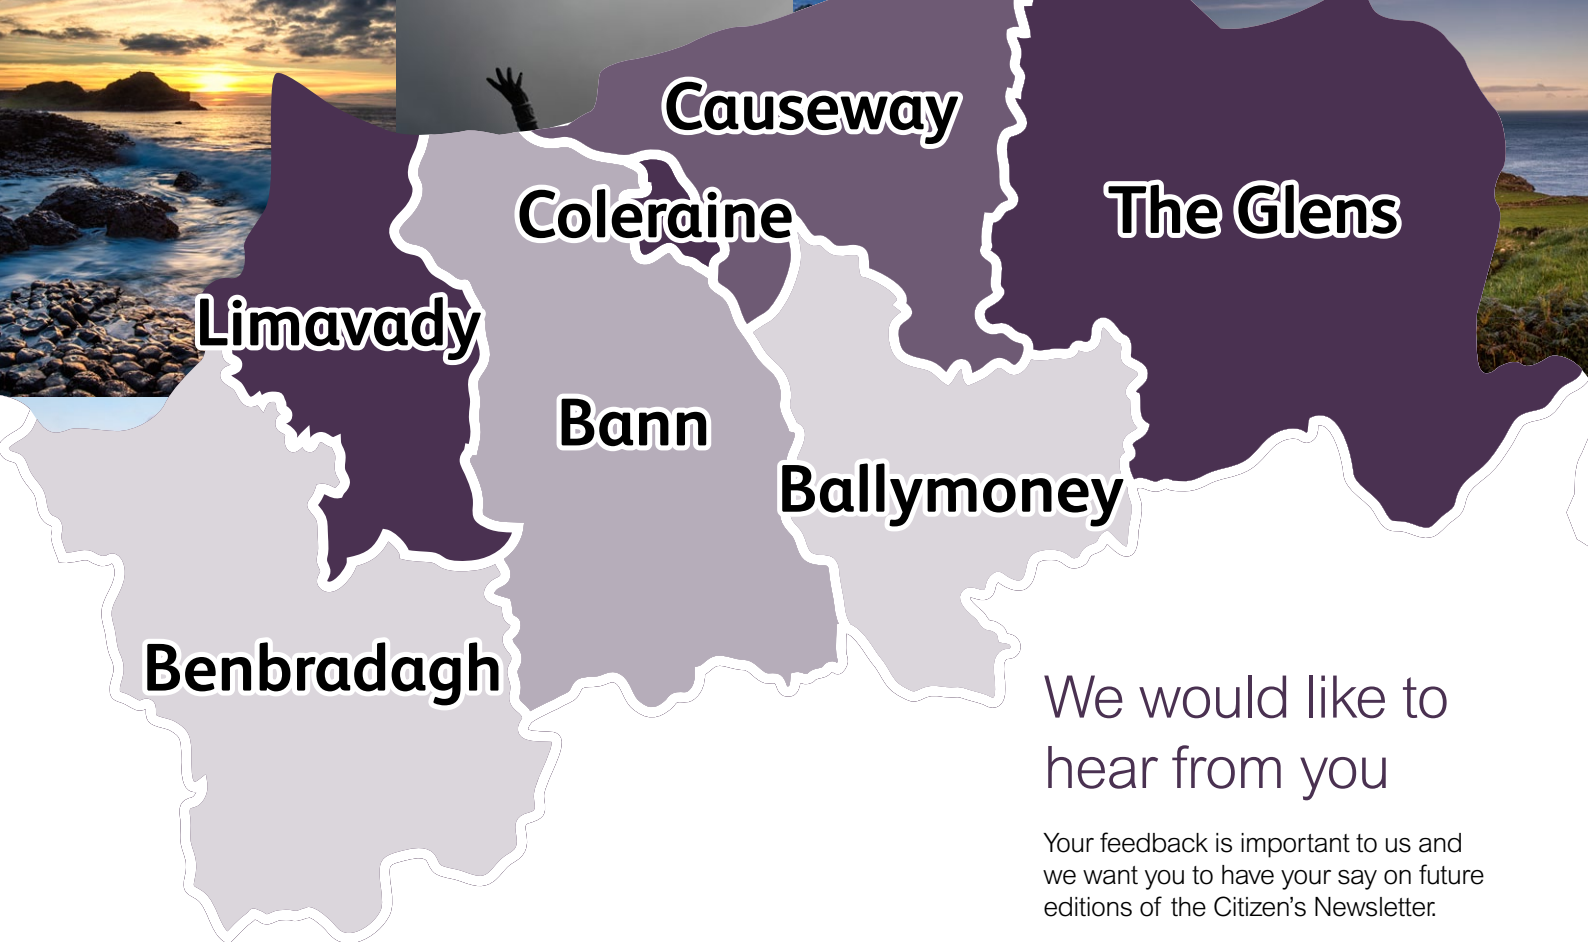 Causeway
Coleraine
The Glens
Limavady
Bann
Ballymoney
Benbradagh
We would like to
hear from you
Your feedback is important to us and
we want you to have your say on future
editions of the Citizen's Newsletter.